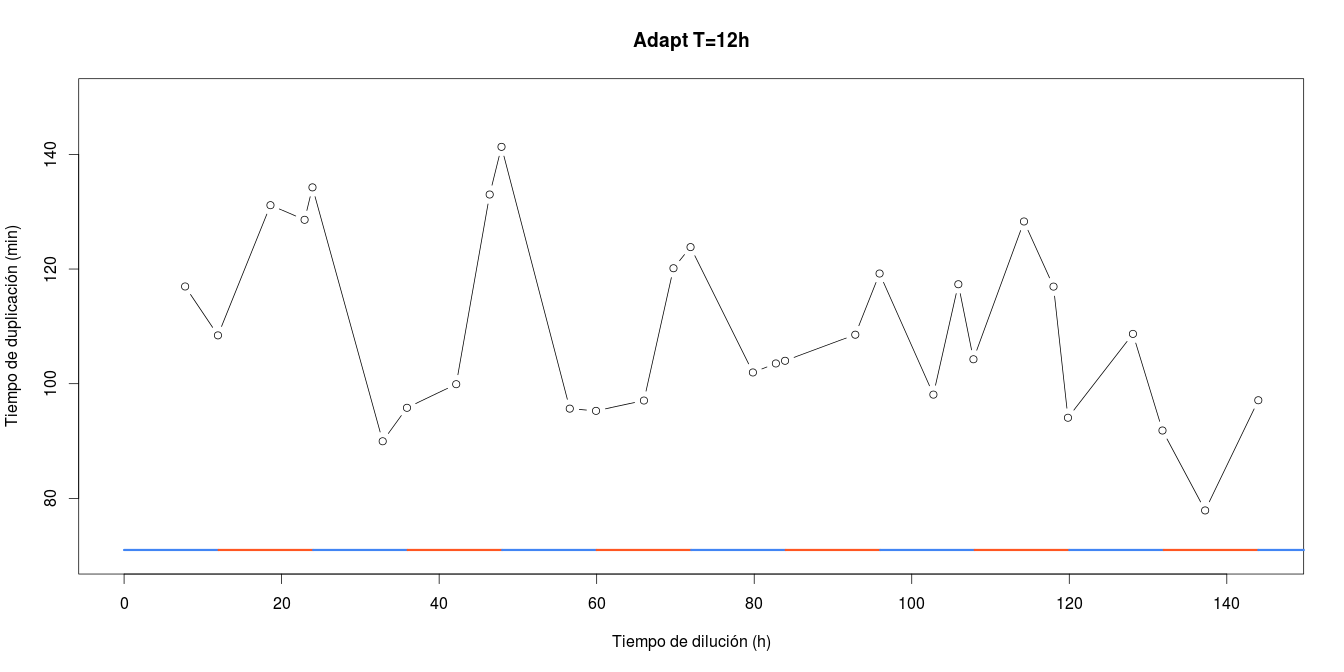 Adapt T=12h
Tiempo de duplicación (min)
140
120
100
80
0 20 40 60 80 100 120 140
Tiempo de dilución (h)